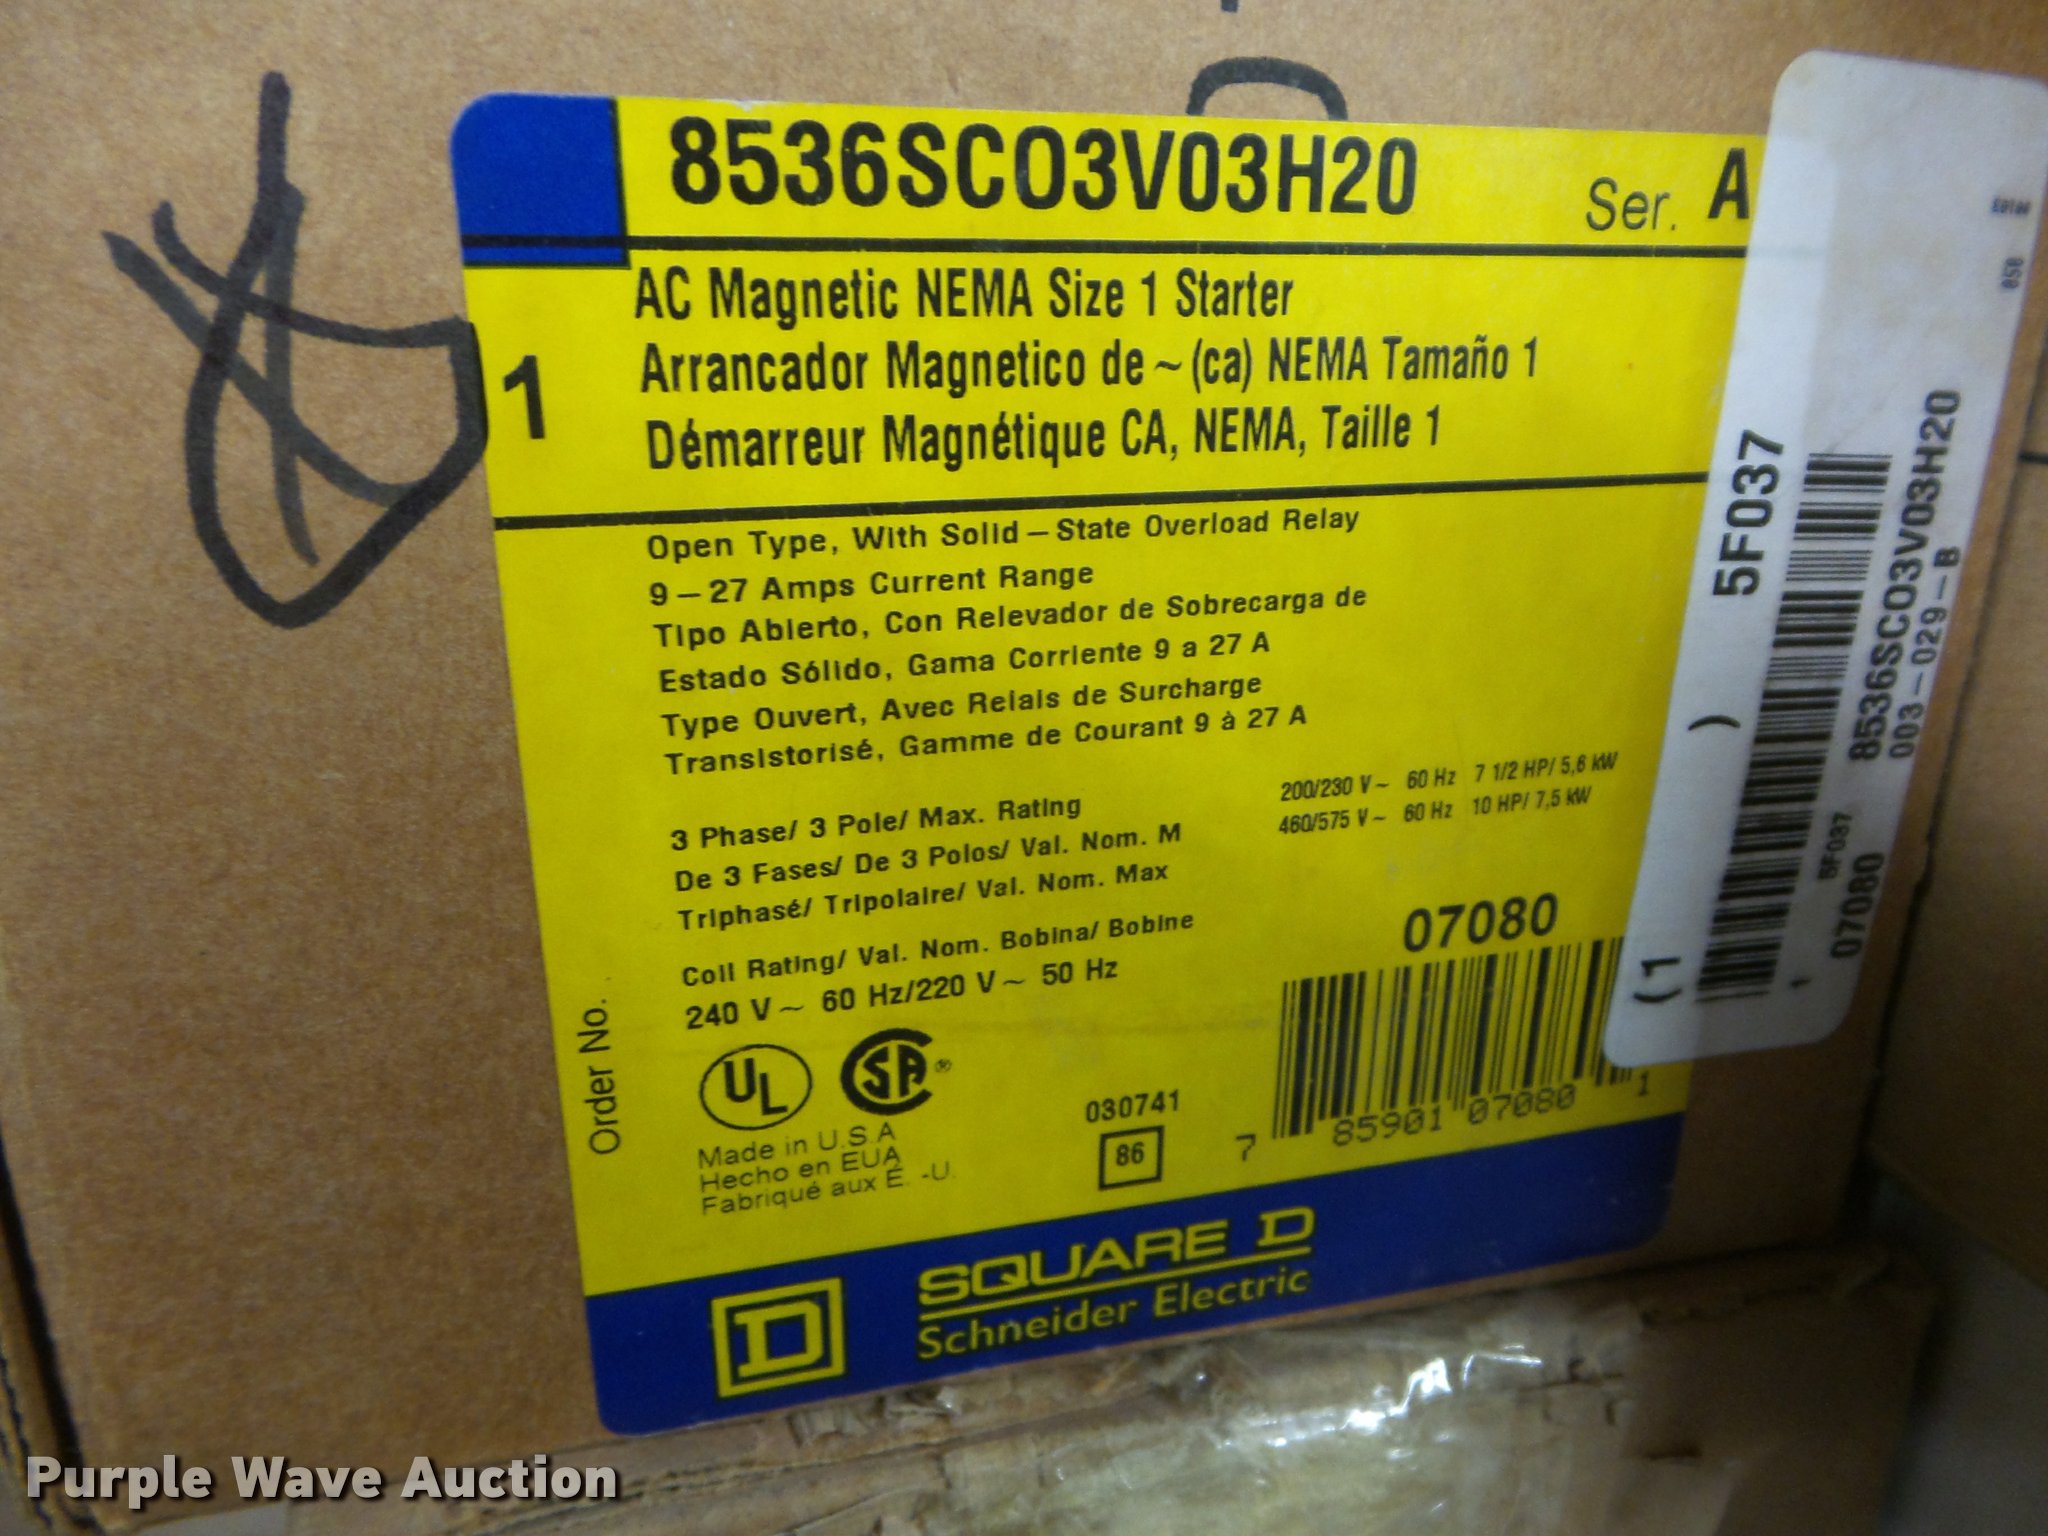 8536SCO3V03H20 Ser. A
1
AC Magnetic NEMA Size 1 Starter
Arrancador Magnetico de ~ (ca) NEMA Tamaño 1
Démarreur Magnétique CA, NEMA, Taille 1
Open Type, With Solid – State Overload Relay
9 – 27 Amps Current Range
Tipo Abierto, Con Relevador de Sobrecarga de
Estado Sólido, Gama Corriente 9 a 27 A
Type Ouvert, Avec Relais de Surcharge
Transistorisé, Gamme de Courant 9 à 27 A
3 Phase/ 3 Pole/ Max. Rating
De 3 Fases/ De 3 Polos/ Val. Nom. M
Triphasé/ Tripolaire/ Val. Nom. Max
200/230 V ~ 60 Hz 7 1/2 HP/ 5,6 kW
460/575 V ~ 60 Hz 10 HP/ 7,5 kW
Coil Rating/ Val. Nom. Bobina/ Bobine
240 V ~ 60 Hz/220 V ~ 50 Hz
07080
7 85901 07080 1
Order No.
UL CSA ®
Made in U.S.A
Hecho en EUA
Fabriqué aux É. -U.
030741
86
D SQUARE D
Schneider Electric
(1 ) 5F037
1 5F037
07080 8536SCO3V03H20
003-029-B
Purple Wave Auction